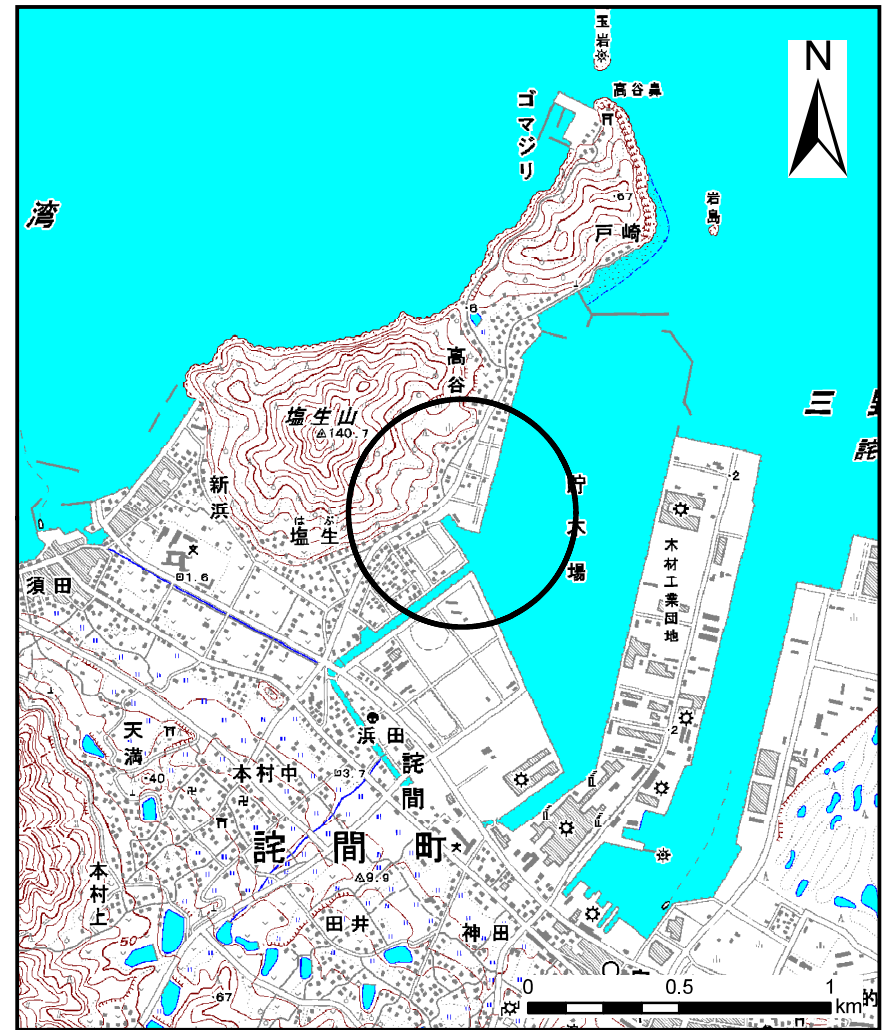 玉岩
N
高谷鼻
ゴマジリ
・67
岩島
湾
戸崎
・6
高谷
三
塩生山
△140.7
詫
貯木場
新浜
・2
はぶ
塩生
木材工業団地
須田
1.6
天満
浜田
・2
・40
本村中
3.7
詫間
詫間町
△9.9
本村上
田井
神田
50
・67
0 0.5 1
km
的